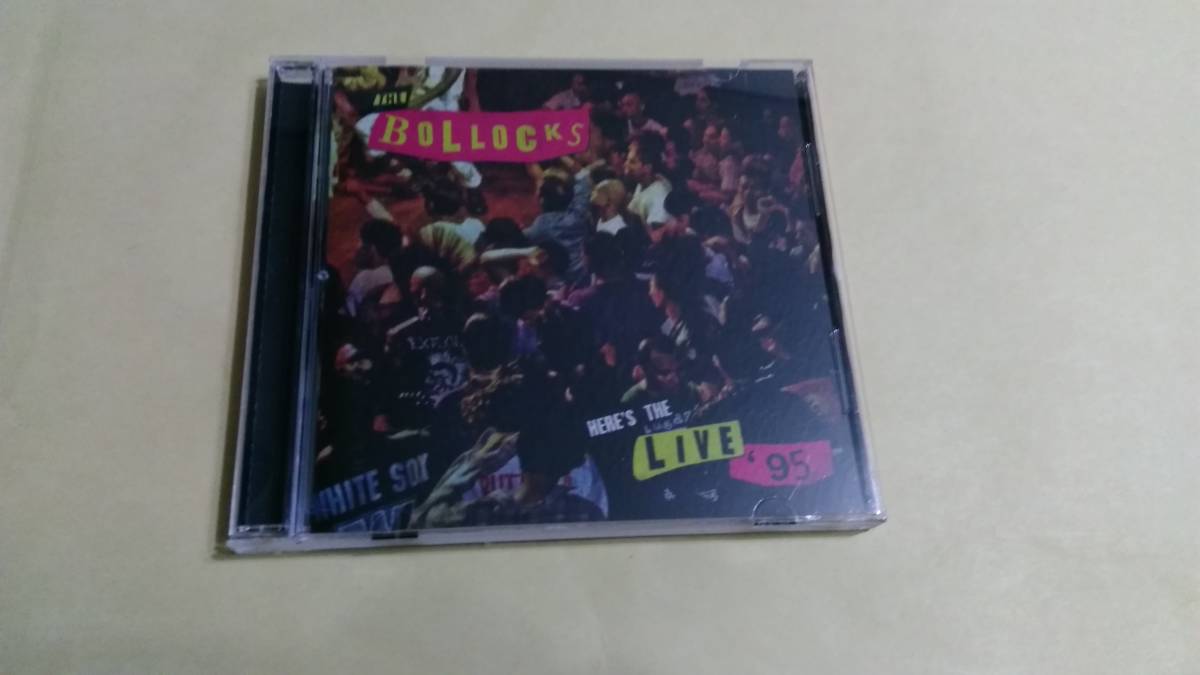 BOLLOCKS
HERE'S THE
LIVE
'95
WHITE SOX